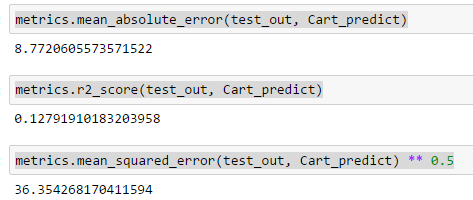 metrics.mean_absolute_error(test_out, Cart_predict)
8.7720605573571522
metrics.r2_score(test_out, Cart_predict)
0.12791910183203958
metrics.mean_squared_error(test_out, Cart_predict) ** 0.5
36.354268170411594